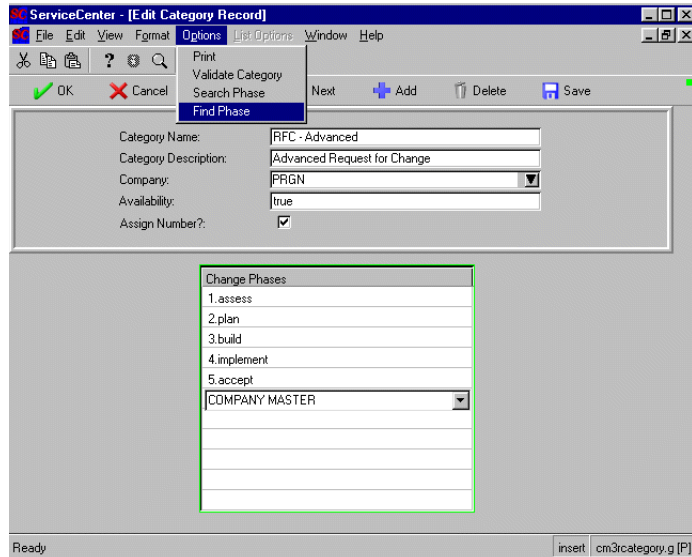 SC ServiceCenter - [Edit Category Record]
SC File Edit View Format Options List Options Window Help
Print
Validate Category
Search Phase
Find Phase
OK Cancel Next Add Delete Save
Category Name: RFC - Advanced
Category Description: Advanced Request for Change
Company: PRGN
Availability: true
Assign Number?:
Change Phases
1.assess
2.plan
3.build
4.implement
5.accept
COMPANY MASTER
Ready insert cm3rcategory.g [P]